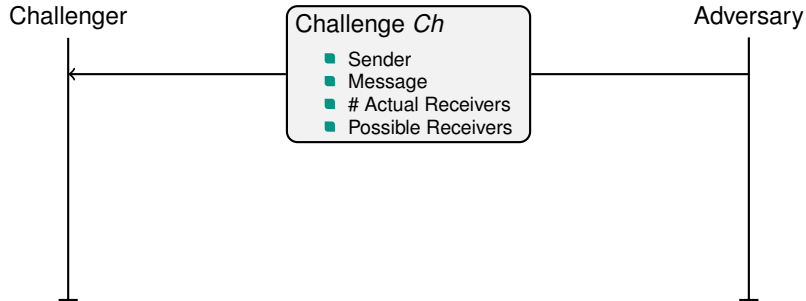 Challenger
Adversary
Challenge Ch
Sender
Message
# Actual Receivers
Possible Receivers